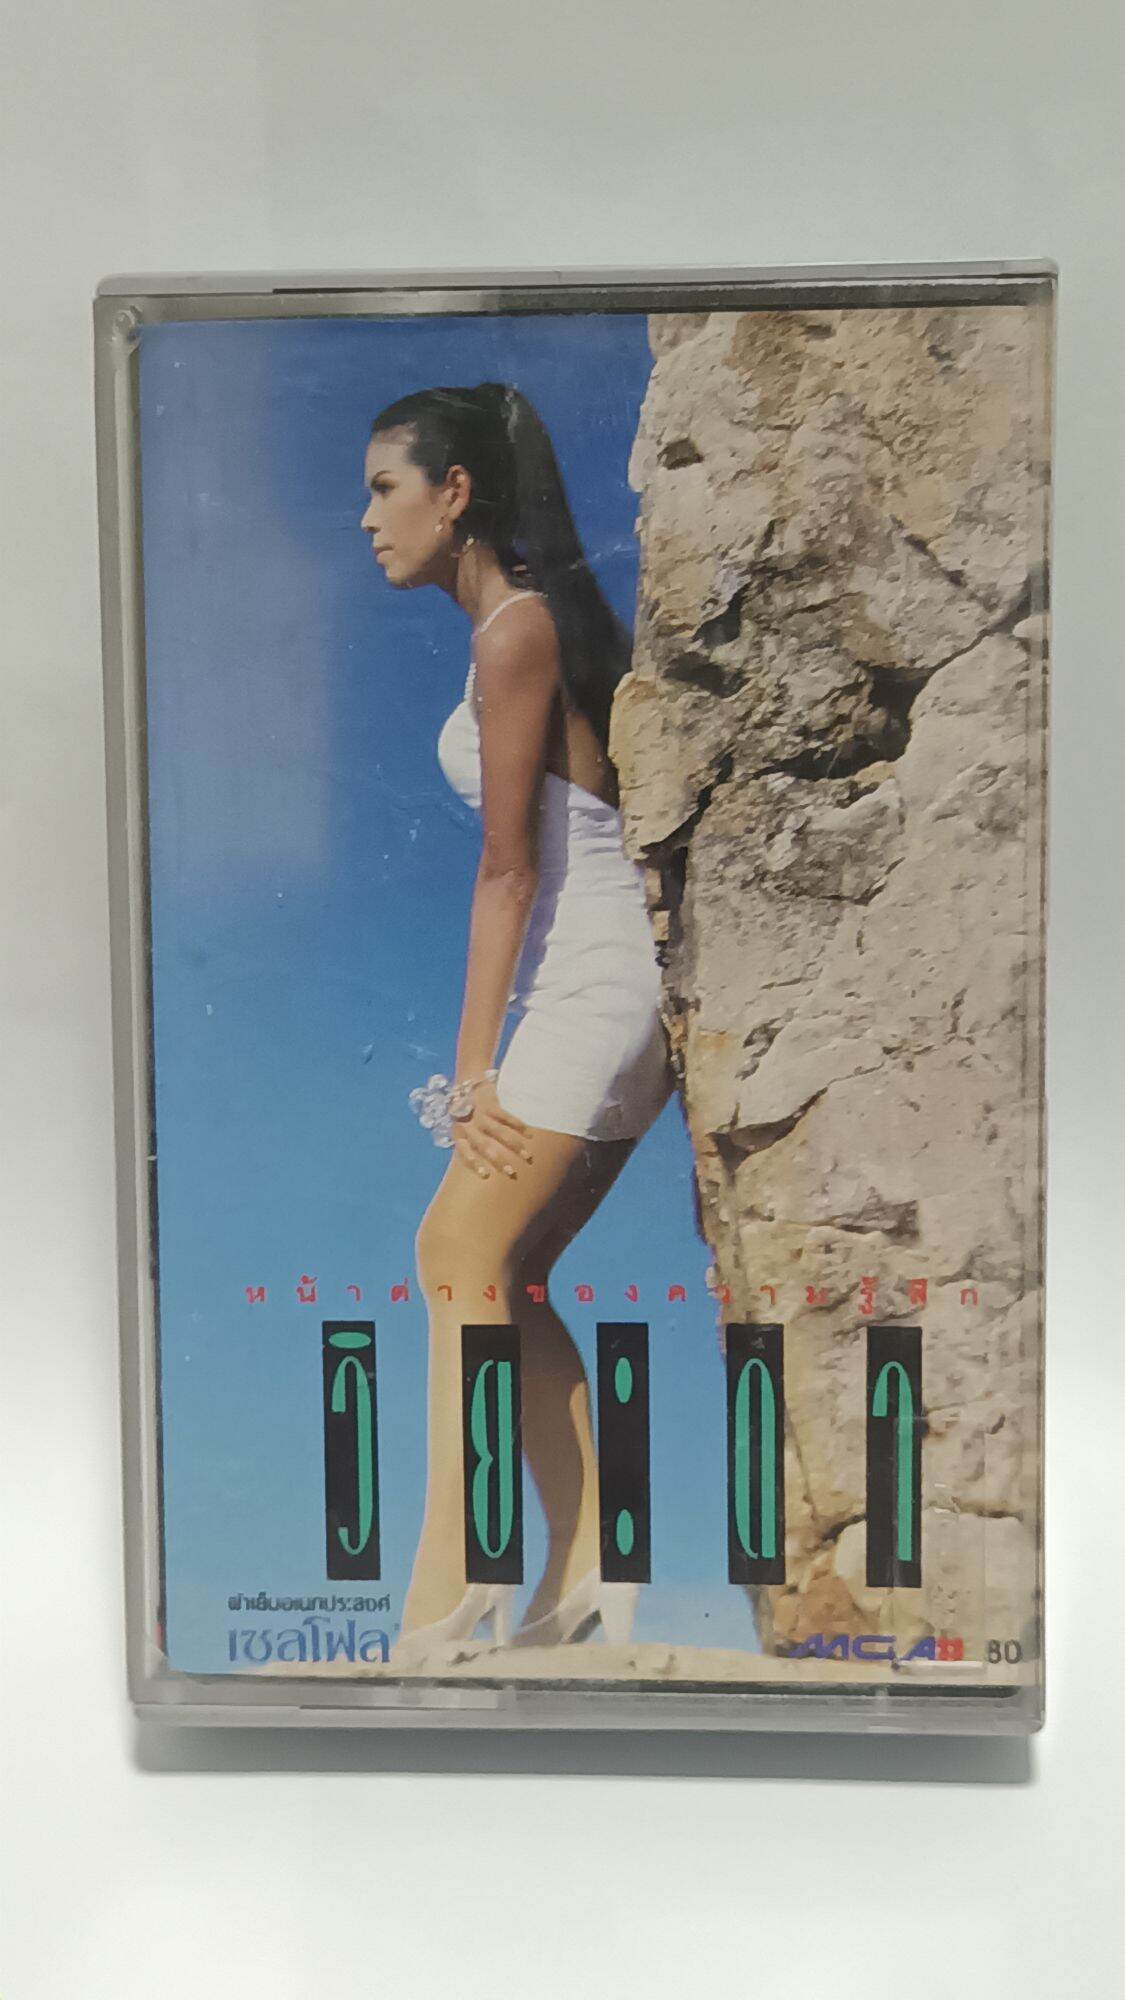 หน้าต่างของความรู้สึก
วิยะดา
ผ้าเย็บอเนกประสงค์
เซลโฟล
MGA 80